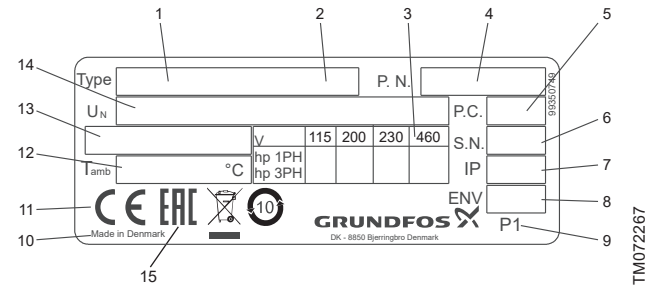 1 2 3 4 5
14 Type P. N.
U_N P.C. 99350749
13 V 115 200 230 460 S.N. 6
12 T_amb °C hp 1PH IP 7
hp 3PH
11 CE EAC 10 ENV 8
GRUNDFOS P1
10 Made in Denmark DK - 8850 Bjerringbro Denmark 9
15
TM072267